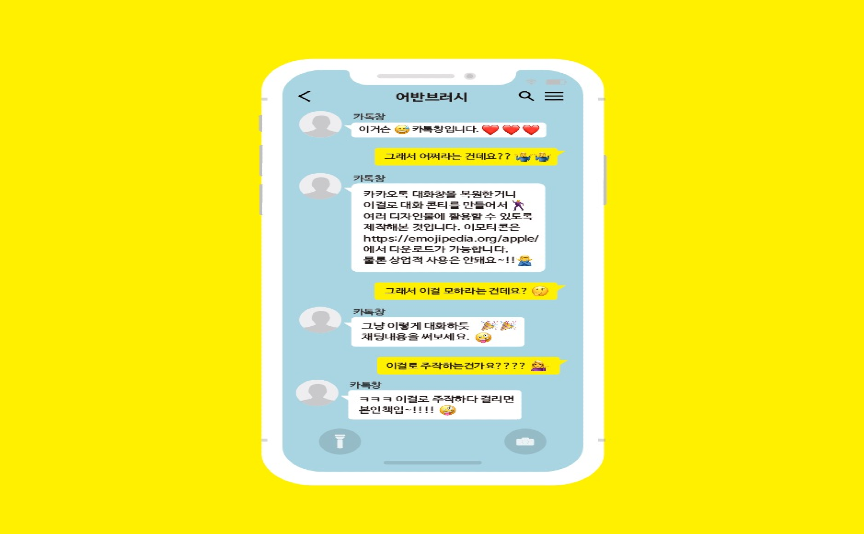 어반브러시
카톡창
이거슨 😅 카톡창입니다. ❤️ ❤️ ❤️
그래서 어쩌라는 건데요??
카톡창
카카오톡 대화창을 복원한거니
이걸로 대화 콘티를 만들어서
여러 디자인물에 활용할 수 있도록
제작해본 것입니다. 이모티콘은
https://emojipedia.org/apple/
에서 다운로드가 가능합니다.
물론 상업적 사용은 안돼요~!!
그래서 이걸 모하라는 건데요?
카톡창
그냥 이렇게 대화하듯
채팅내용을 써보세요.
이걸로 주작하는건가요????
카톡창
ㅋㅋㅋ 이걸로 주작하다 걸리면
본인책임~!!!!